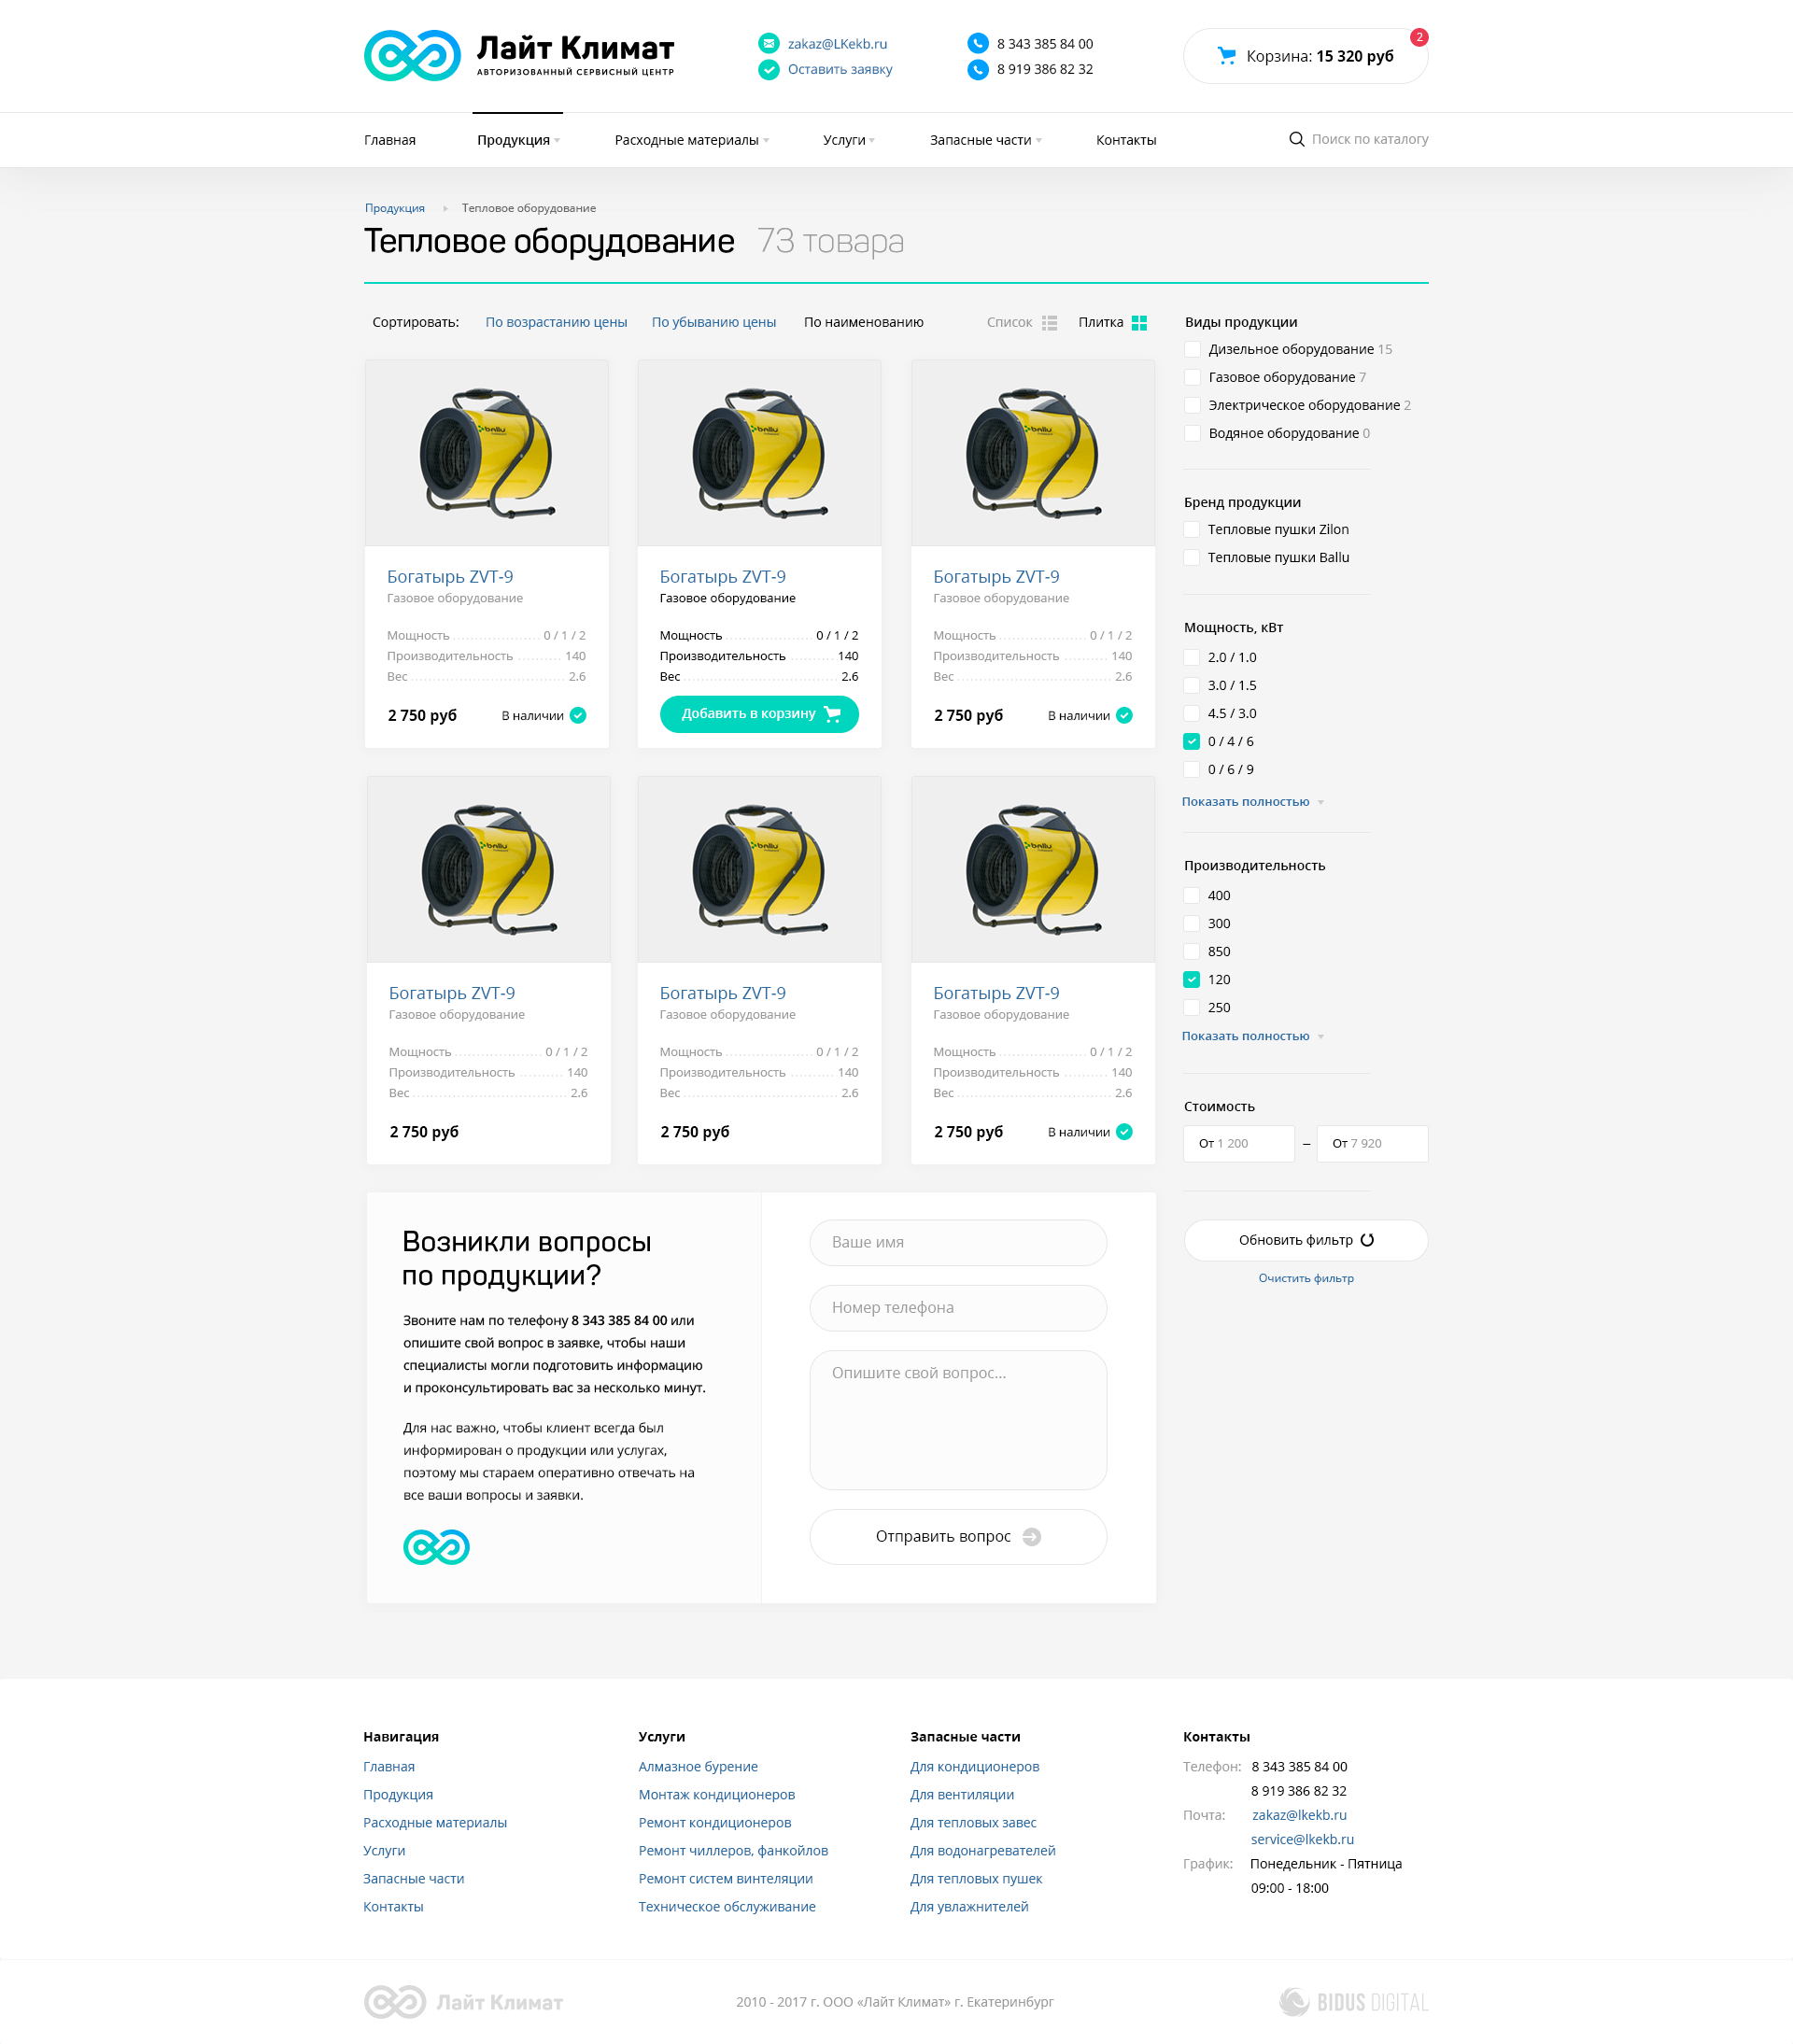 Лайт Климат
АВТОРИЗОВАННЫЙ СЕРВИСНЫЙ ЦЕНТР
zakaz@LKekb.ru
Оставить заявку
8 343 385 84 00
8 919 386 82 32
Корзина: 15 320 руб
2
Главная Продукция Расходные материалы Услуги Запасные части Контакты Поиск по каталогу
Продукция Тепловое оборудование
Тепловое оборудование 73 товара
Сортировать: По возрастанию цены По убыванию цены По наименованию Список Плитка
ballu
Богатырь ZVT-9
Газовое оборудование
Мощность 0 / 1 / 2
Производительность 140
Вес 2.6
2 750 руб В наличии
ballu
Богатырь ZVT-9
Газовое оборудование
Мощность 0 / 1 / 2
Производительность 140
Вес 2.6
Добавить в корзину
ballu
Богатырь ZVT-9
Газовое оборудование
Мощность 0 / 1 / 2
Производительность 140
Вес 2.6
2 750 руб В наличии
ballu
Богатырь ZVT-9
Газовое оборудование
Мощность 0 / 1 / 2
Производительность 140
Вес 2.6
2 750 руб
ballu
Богатырь ZVT-9
Газовое оборудование
Мощность 0 / 1 / 2
Производительность 140
Вес 2.6
2 750 руб
ballu
Богатырь ZVT-9
Газовое оборудование
Мощность 0 / 1 / 2
Производительность 140
Вес 2.6
2 750 руб В наличии
Виды продукции
Дизельное оборудование 15
Газовое оборудование 7
Электрическое оборудование 2
Водяное оборудование 0
Бренд продукции
Тепловые пушки Zilon
Тепловые пушки Ballu
Мощность, кВт
2.0 / 1.0
3.0 / 1.5
4.5 / 3.0
0 / 4 / 6
0 / 6 / 9
Показать полностью
Производительность
400
300
850
120
250
Показать полностью
Стоимость
От 1 200 – От 7 920
Обновить фильтр
Очистить фильтр
Возникли вопросы
по продукции?
Звоните нам по телефону 8 343 385 84 00 или
опишите свой вопрос в заявке, чтобы наши
специалисты могли подготовить информацию
и проконсультировать вас за несколько минут.
Для нас важно, чтобы клиент всегда был
информирован о продукции или услугах,
поэтому мы стараем оперативно отвечать на
все ваши вопросы и заявки.
Ваше имя
Номер телефона
Опишите свой вопрос...
Отправить вопрос
Навигация
Главная
Продукция
Расходные материалы
Услуги
Запасные части
Контакты
Услуги
Алмазное бурение
Монтаж кондиционеров
Ремонт кондиционеров
Ремонт чиллеров, фанкойлов
Ремонт систем винтеляции
Техническое обслуживание
Запасные части
Для кондиционеров
Для вентиляции
Для тепловых завес
Для водонагревателей
Для тепловых пушек
Для увлажнителей
Контакты
Телефон: 8 343 385 84 00
8 919 386 82 32
Почта: zakaz@lkekb.ru
service@lkekb.ru
График: Понедельник - Пятница
09:00 - 18:00
Лайт Климат
2010 - 2017 г. ООО «Лайт Климат» г. Екатеринбург
BIDUS DIGITAL